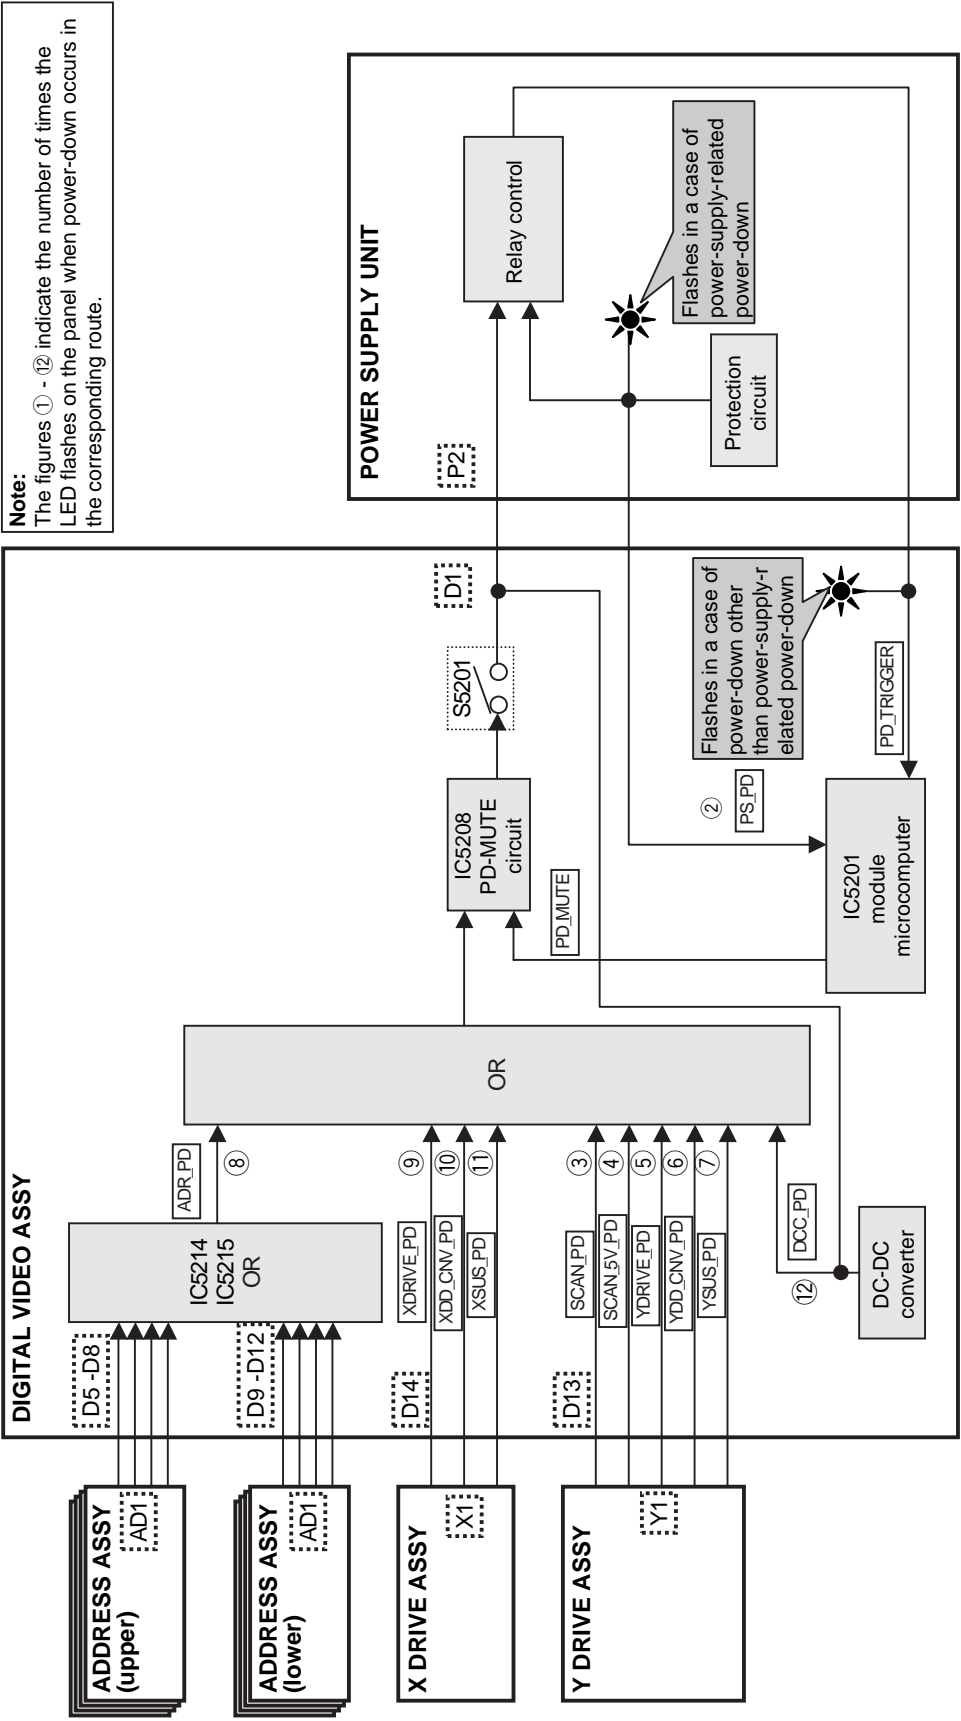 Note:
The figures ① - ⑫ indicate the number of times the
LED flashes on the panel when power-down occurs in
the corresponding route.
DIGITAL VIDEO ASSY
POWER SUPPLY UNIT
ADDRESS ASSY
(upper)
AD1
D5 -D8
IC5214
IC5215
OR
ADR_PD
⑧
ADDRESS ASSY
(lower)
AD1
D9 -D12
X DRIVE ASSY
X1
D14
XDRIVE_PD
⑨
XDD_CNV_PD
⑩
XSUS_PD
⑪
Y DRIVE ASSY
Y1
D13
SCAN_PD
③
SCAN_5V_PD
④
YDRIVE_PD
⑤
YDD_CNV_PD
⑥
YSUS_PD
⑦
DC-DC
converter
⑫
DCC_PD
OR
IC5208
PD-MUTE
circuit
PD_MUTE
S5201
D1
P2
Relay control
Flashes in a case of
power-supply-related
power-down
Protection
circuit
②
PS_PD
IC5201
module
microcomputer
Flashes in a case of
power-down other
than power-supply-r
elated power-down
PD_TRIGGER